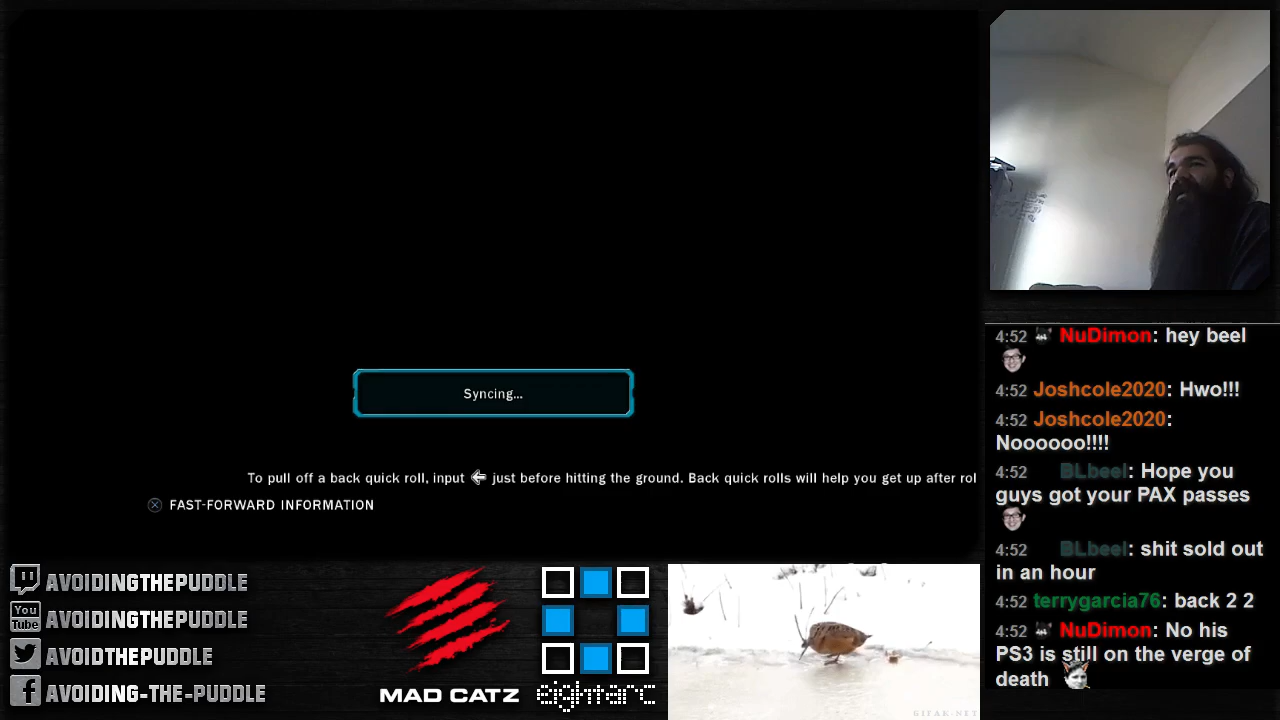 Syncing...
To pull off a back quick roll, input just before hitting the ground. Back quick rolls will help you get up after rol
FAST-FORWARD INFORMATION
AVOIDINGTHEPUDDLE
You Tube AVOIDINGTHEPUDDLE
AVOIDTHEPUDDLE
f AVOIDING-THE-PUDDLE
MAD CATZ
eightarc
GIFAK-NET
4:52 NuDimon: hey beel
4:52 Joshcole2020: Hwo!!!
4:52 Joshcole2020:
Noooooo!!!!
4:52 BLbeel: Hope you
guys got your PAX passes
4:52 BLbeel: shit sold out
in an hour
4:52 terrygarcia76: back 2 2
4:52 NuDimon: No his
PS3 is still on the verge of
death